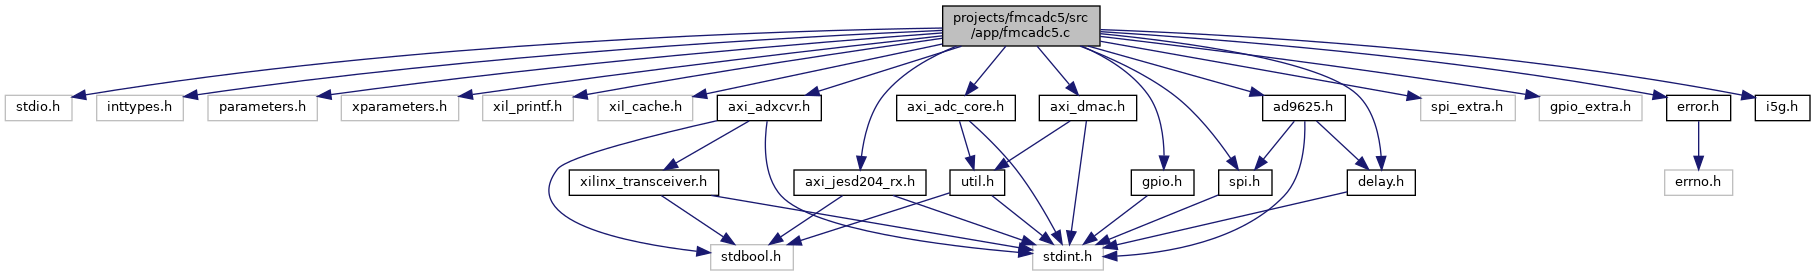 projects/fmcadc5/src
/app/fmcadc5.c
stdio.h
inttypes.h
parameters.h
xparameters.h
xil_printf.h
xil_cache.h
axi_adxcvr.h
axi_adc_core.h
axi_dmac.h
ad9625.h
spi_extra.h
gpio_extra.h
error.h
i5g.h
xilinx_transceiver.h
axi_jesd204_rx.h
util.h
gpio.h
spi.h
delay.h
errno.h
stdbool.h
stdint.h